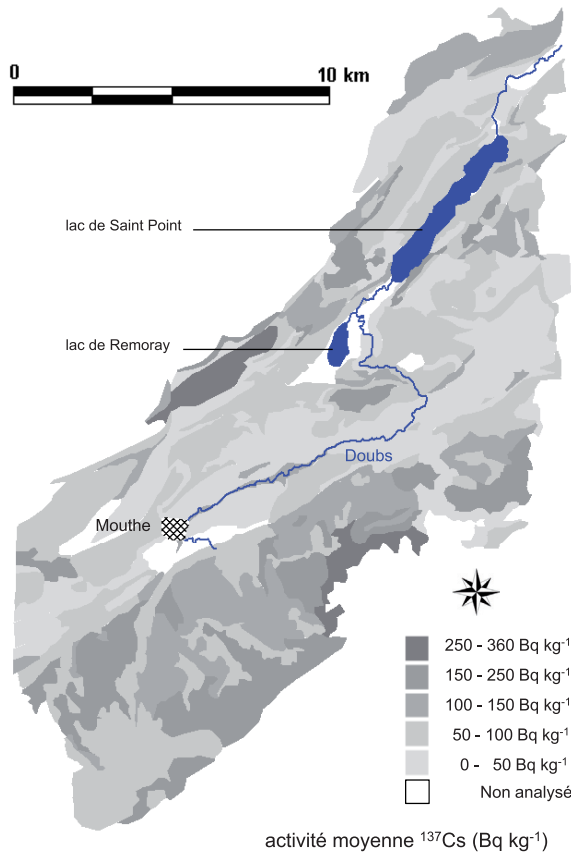 0 10 km
lac de Saint Point
lac de Remoray
Doubs
Mouthe
250 - 360 Bq kg⁻¹
150 - 250 Bq kg⁻¹
100 - 150 Bq kg⁻¹
50 - 100 Bq kg⁻¹
0 - 50 Bq kg⁻¹
Non analysé
activité moyenne ¹³⁷Cs (Bq kg⁻¹)